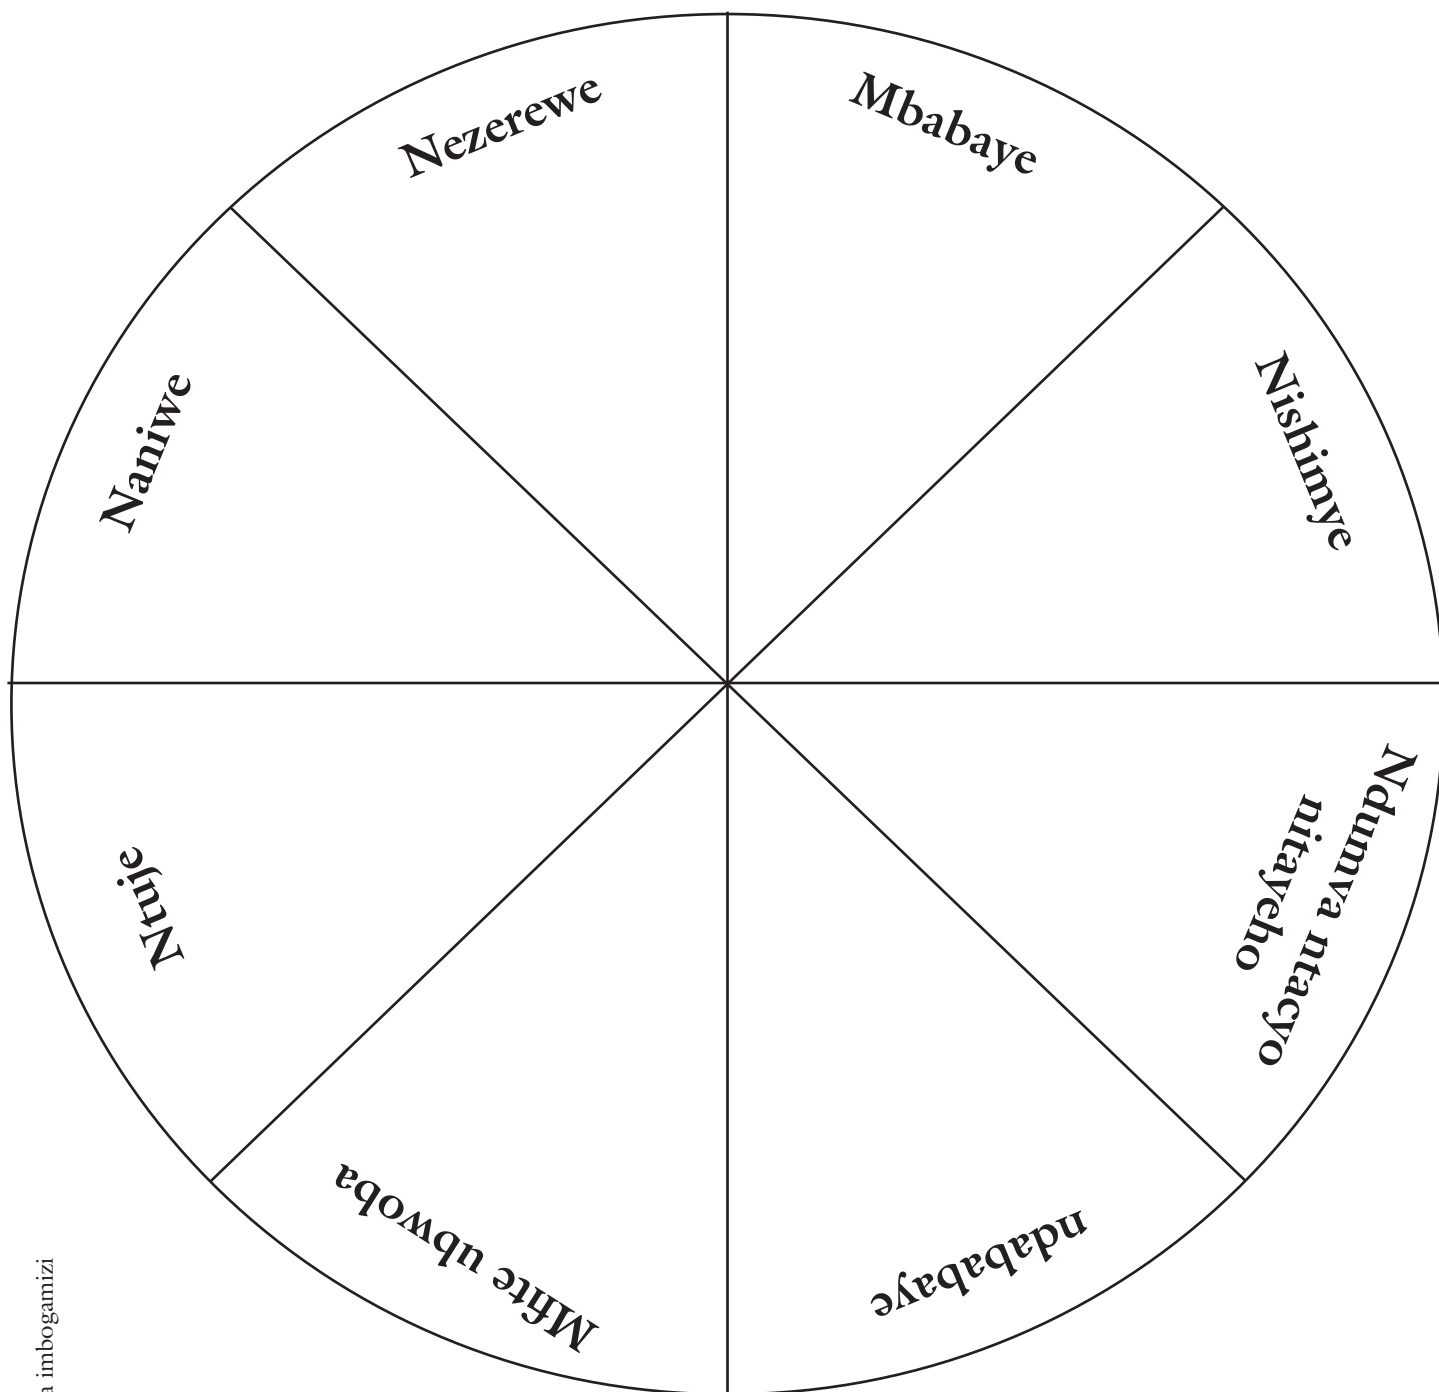 Nezerewe
Mbabaye
Nishimye
Ndumva ntacyo
nitayeho
ndababaye
Mfite ubwoba
Ntuje
Naniwe
a imbogamizi